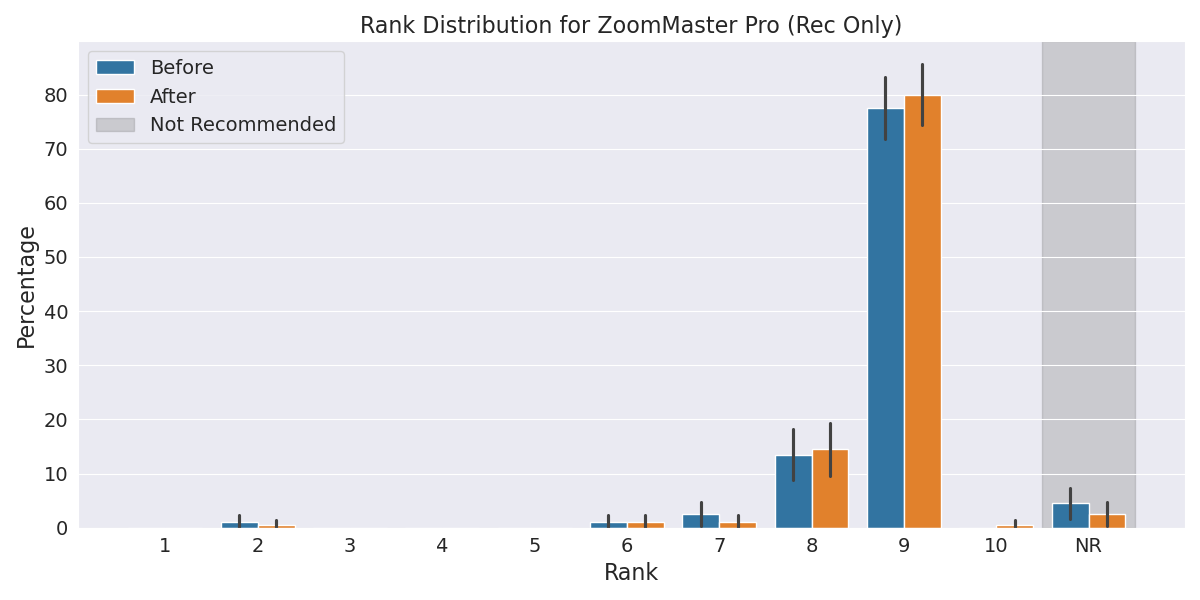 Rank Distribution for ZoomMaster Pro (Rec Only)
Before
After
Not Recommended
Percentage
80
70
60
50
40
30
20
10
0
1 2 3 4 5 6 7 8 9 10 NR
Rank